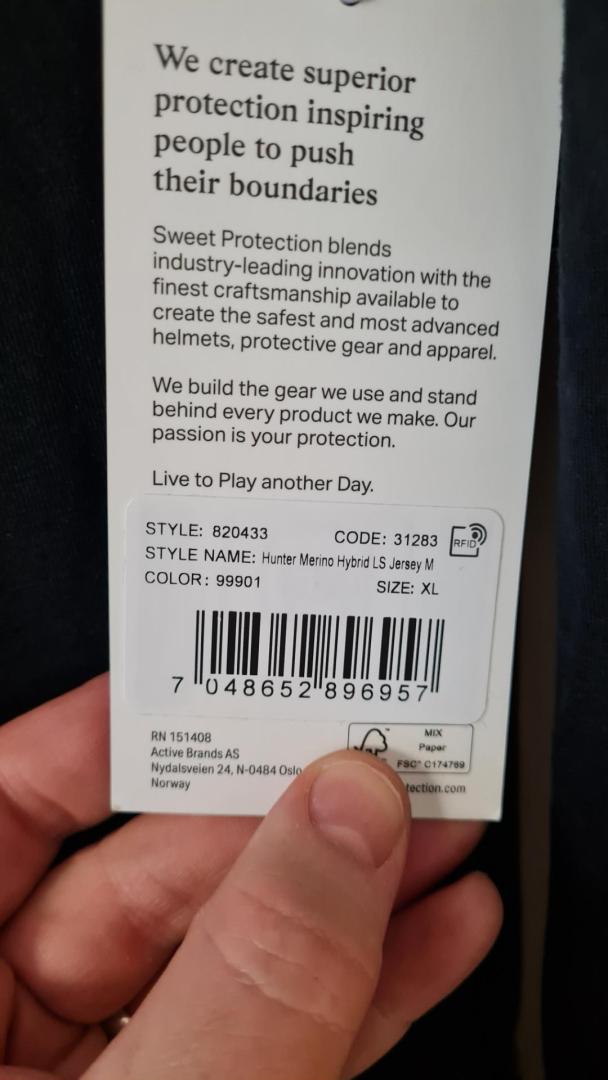 We create superior
protection inspiring
people to push
their boundaries
Sweet Protection blends
industry-leading innovation with the
finest craftsmanship available to
create the safest and most advanced
helmets, protective gear and apparel.
We build the gear we use and stand
behind every product we make. Our
passion is your protection.
Live to Play another Day.
STYLE: 820433 CODE: 31283 RFID
STYLE NAME: Hunter Merino Hybrid LS Jersey M
COLOR: 99901 SIZE: XL
7 048652 896957
RN 151408
Active Brands AS
Nydalsveien 24, N-0484 Oslo
Norway
MIX
Paper
FSC® C174769
tection.com